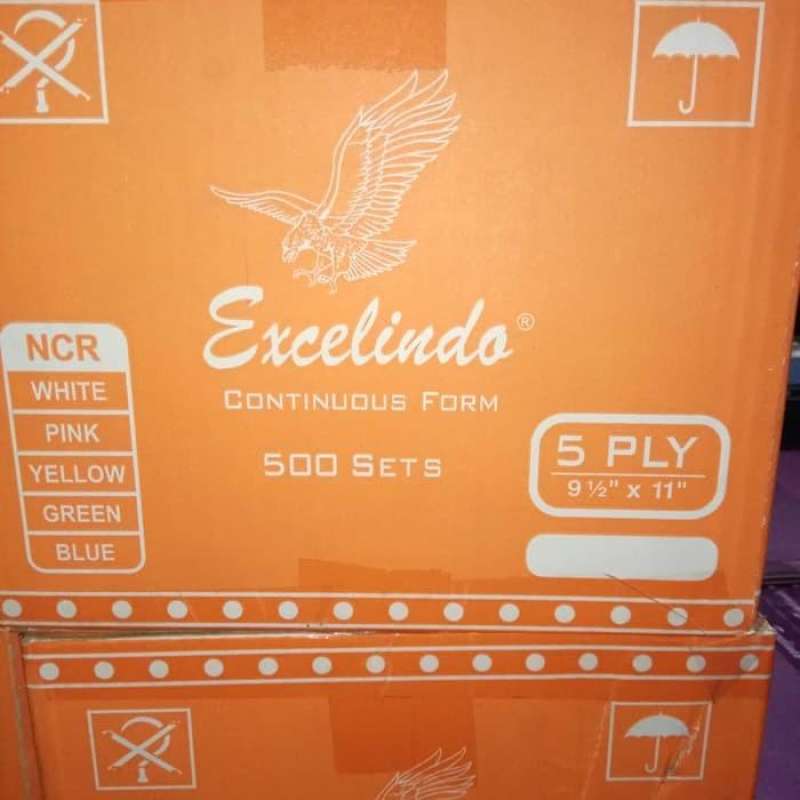 Excelindo®
CONTINUOUS FORM
500 SETS
NCR
WHITE
PINK
YELLOW
GREEN
BLUE
5 PLY
9 ½" x 11"